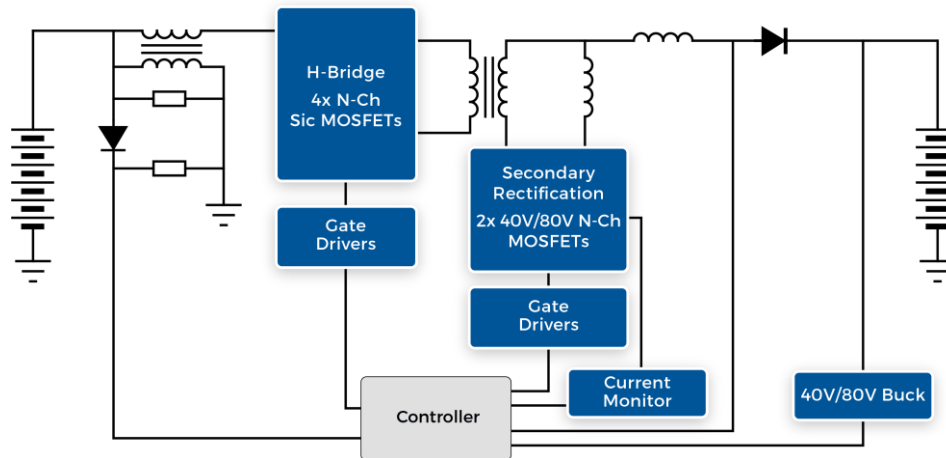 H-Bridge
4x N-Ch
Sic MOSFETs
Gate
Drivers
Secondary
Rectification
2x 40V/80V N-Ch
MOSFETs
Gate
Drivers
Controller
Current
Monitor
40V/80V Buck